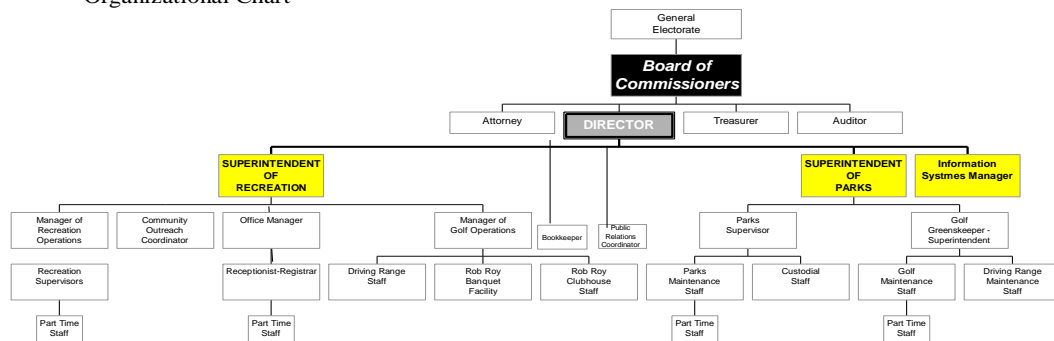 Organizational Chart
General
Electorate
Board of
Commissioners
Attorney
DIRECTOR
Treasurer
Auditor
SUPERINTENDENT
OF
RECREATION
SUPERINTENDENT
OF
PARKS
Information
Systmes Manager
Manager of
Recreation
Operations
Community
Outreach
Coordinator
Office Manager
Manager of
Golf Operations
Bookkeeper
Public
Relations
Coordinator
Parks
Supervisor
Golf
Greenskeeper -
Superintendent
Recreation
Supervisors
Receptionist-Registrar
Driving Range
Staff
Rob Roy
Banquet
Facility
Rob Roy
Clubhouse
Staff
Parks
Maintenance
Staff
Custodial
Staff
Golf
Maintenance
Staff
Driving Range
Maintenance
Staff
Part Time
Staff
Part Time
Staff
Part Time
Staff
Part Time
Staff